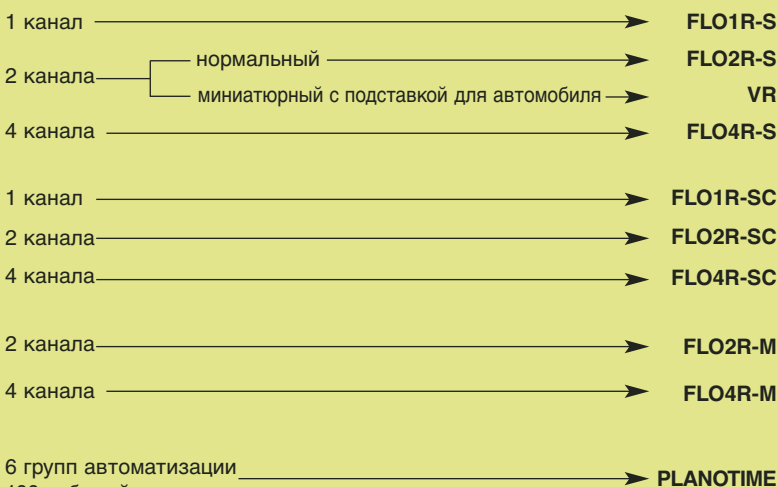 1 канал FLO1R-S
2 канала нормальный FLO2R-S
миниатюрный с подставкой для автомобиля VR
4 канала FLO4R-S
1 канал FLO1R-SC
2 канала FLO2R-SC
4 канала FLO4R-SC
2 канала FLO2R-M
4 канала FLO4R-M
6 групп автоматизации PLANOTIME